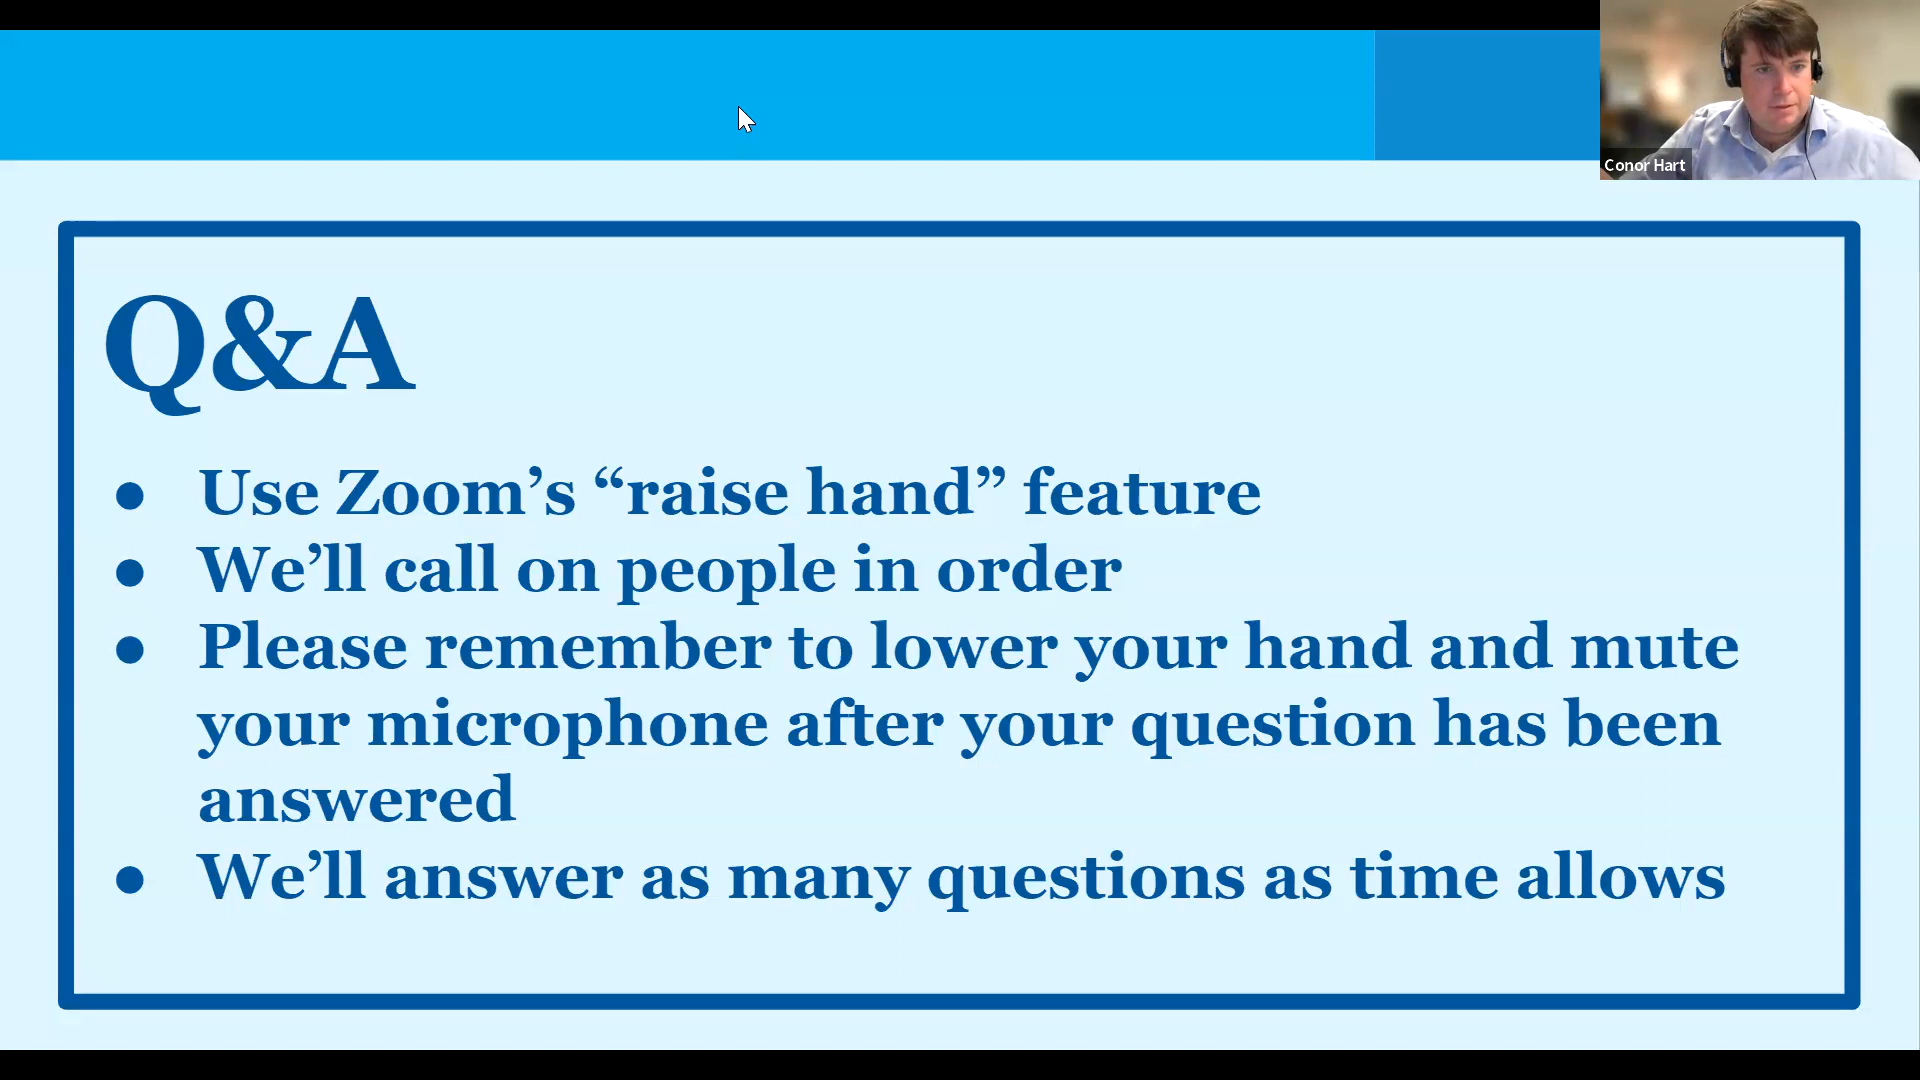 Conor Hart
Q&A
● Use Zoom’s “raise hand” feature
● We’ll call on people in order
● Please remember to lower your hand and mute
your microphone after your question has been
answered
● We’ll answer as many questions as time allows